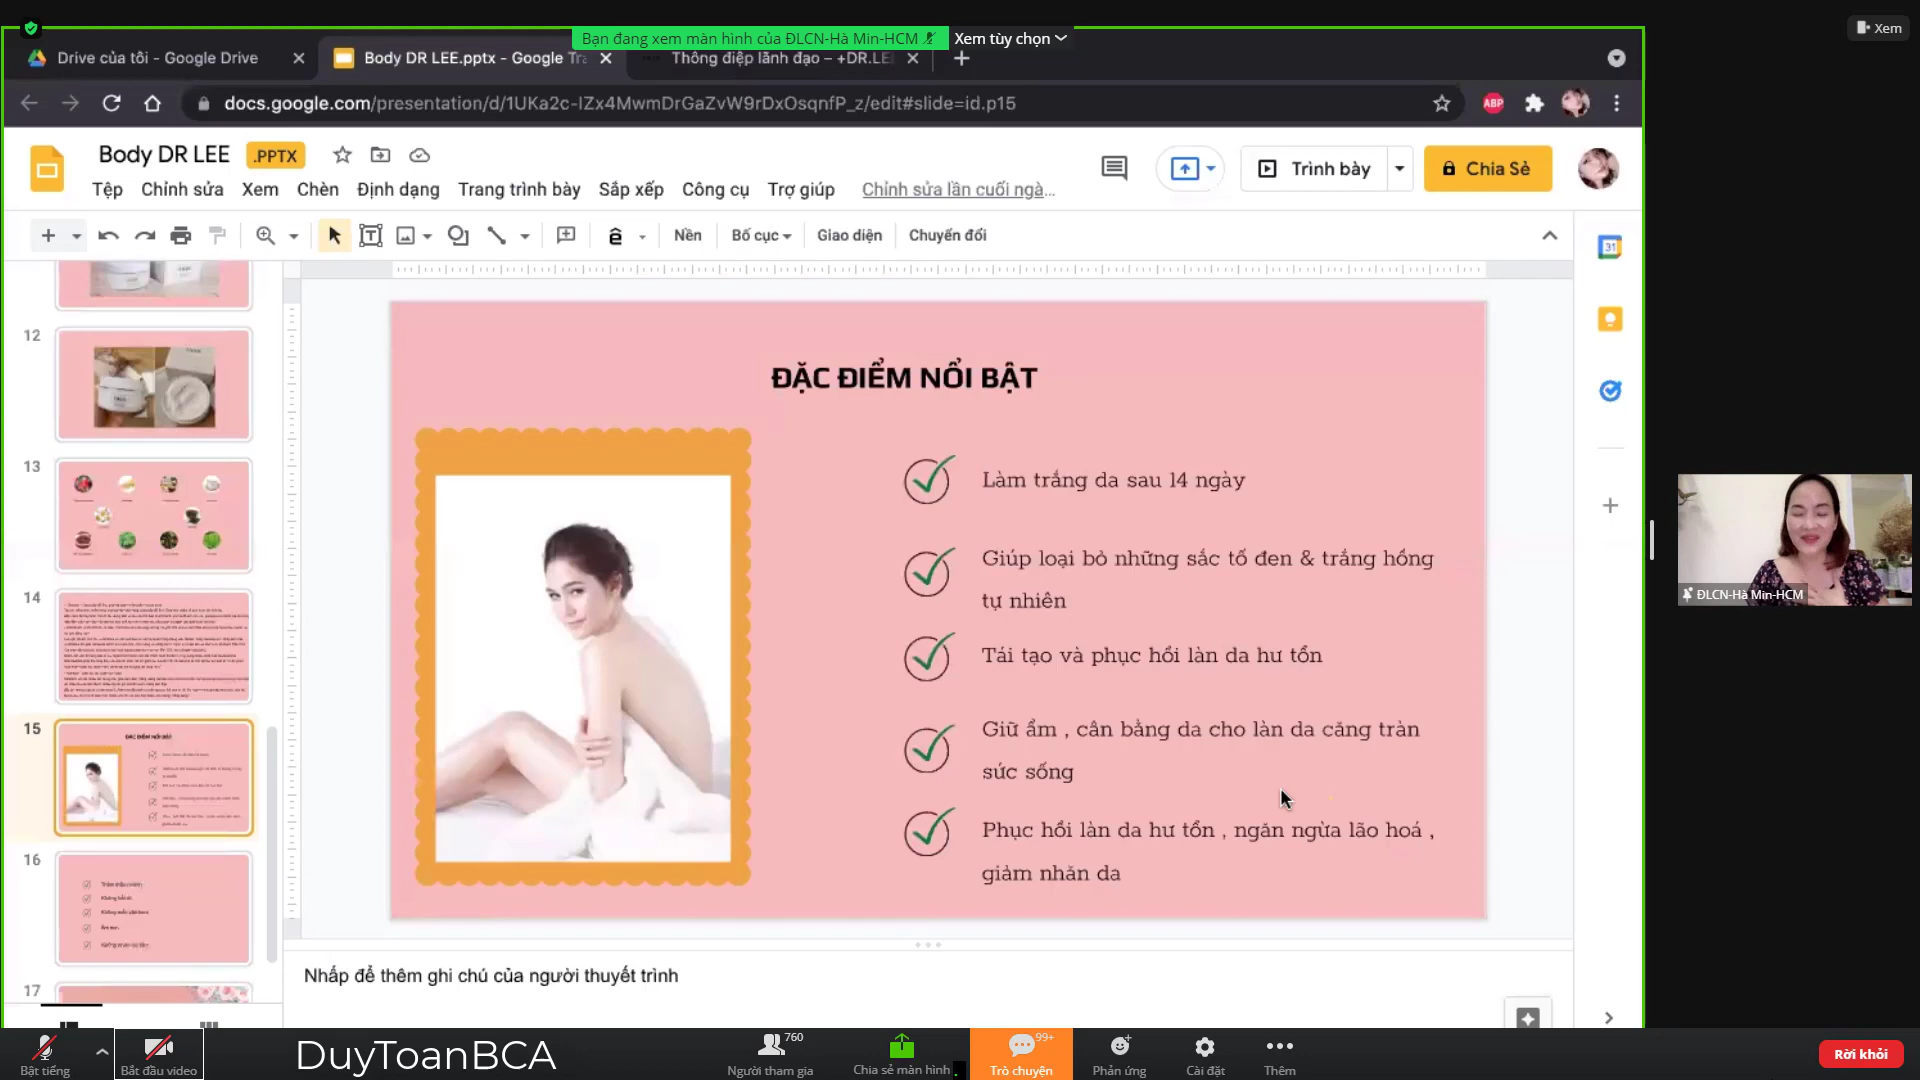 Bạn đang xem màn hình của ĐLCN-Hà Min-HCM
Xem tùy chọn
Xem
Drive của tôi - Google Drive
Body DR LEE.pptx - Google Tra
Thông điệp lãnh đạo – +DR.LE
docs.google.com/presentation/d/1UKa2c-IZx4MwmDrGaZvW9rDxOsqnfP_z/edit#slide=id.p15
ABP
Body DR LEE
.PPTX
Trình bày
Chia Sẻ
Tệp
Chỉnh sửa
Xem
Chèn
Định dạng
Trang trình bày
Sắp xếp
Công cụ
Trợ giúp
Chỉnh sửa lần cuối ngà...
ê
Nền
Bố cục
Giao diện
Chuyển đổi
31
12
13
14
15
ĐẶC ĐIỂM NỔI BẬT
16
17
ĐẶC ĐIỂM NỔI BẬT
Làm trắng da sau 14 ngày
Giúp loại bỏ những sắc tố đen & trắng hồng
tự nhiên
Tái tạo và phục hồi làn da hư tổn
Giữ ẩm , cân bằng da cho làn da căng tràn
sức sống
Phục hồi làn da hư tổn , ngăn ngừa lão hoá ,
giảm nhăn da
Nhấp để thêm ghi chú của người thuyết trình
ĐLCN-Hà Min-HCM
Bật tiếng
Bắt đầu video
DuyToanBCA
760
Người tham gia
Chia sẻ màn hình
99+
Trò chuyện
Phản ứng
Cài đặt
Thêm
Rời khỏi